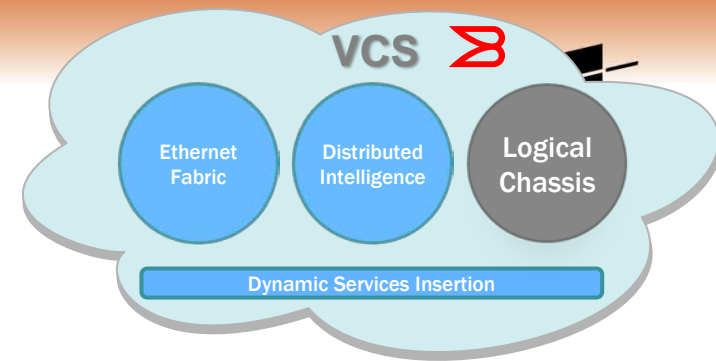 VCS
Ethernet
Fabric
Distributed
Intelligence
Logical
Chassis
Dynamic Services Insertion